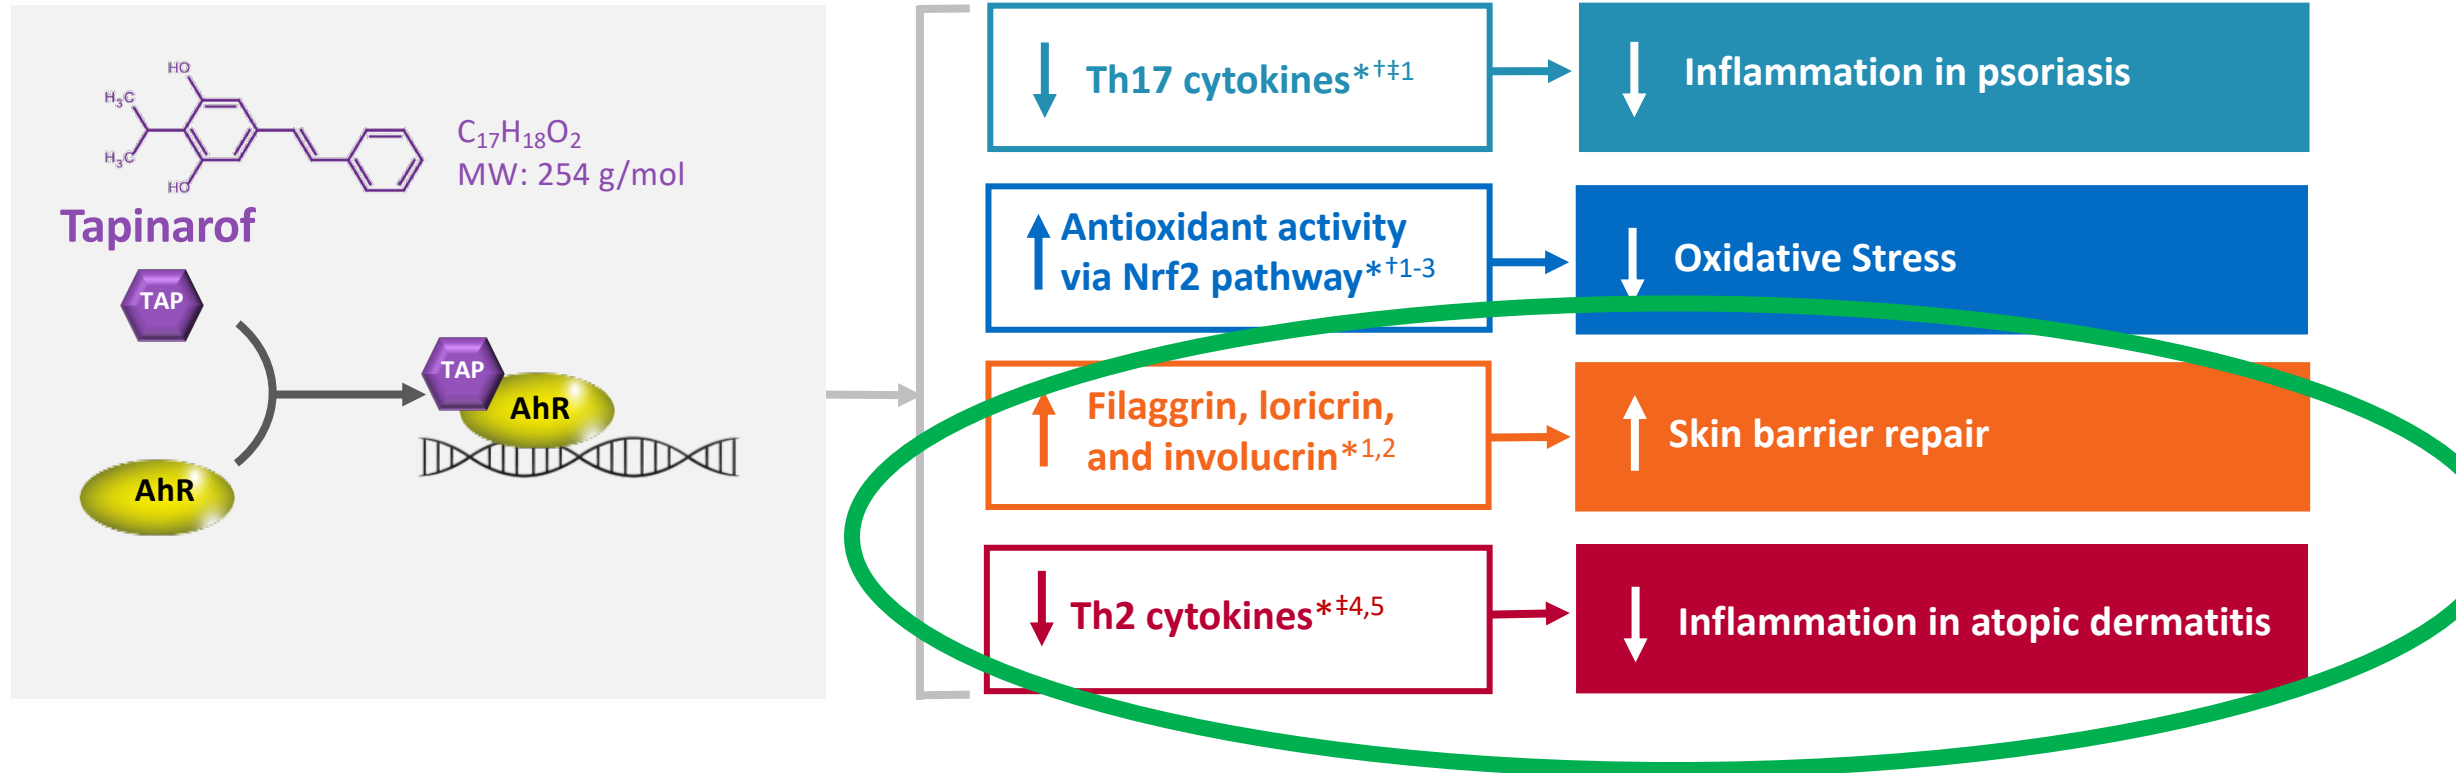 HO
H₃C
H₃C
HO
C₁₇H₁₈O₂
MW: 254 g/mol
Tapinarof
TAP
AhR
TAP
AhR
Th17 cytokines*†‡1
Inflammation in psoriasis
Antioxidant activity
via Nrf2 pathway*†1-3
Oxidative Stress
Filaggrin, loricrin,
and involucrin*1,2
Skin barrier repair
Th2 cytokines*‡4,5
Inflammation in atopic dermatitis